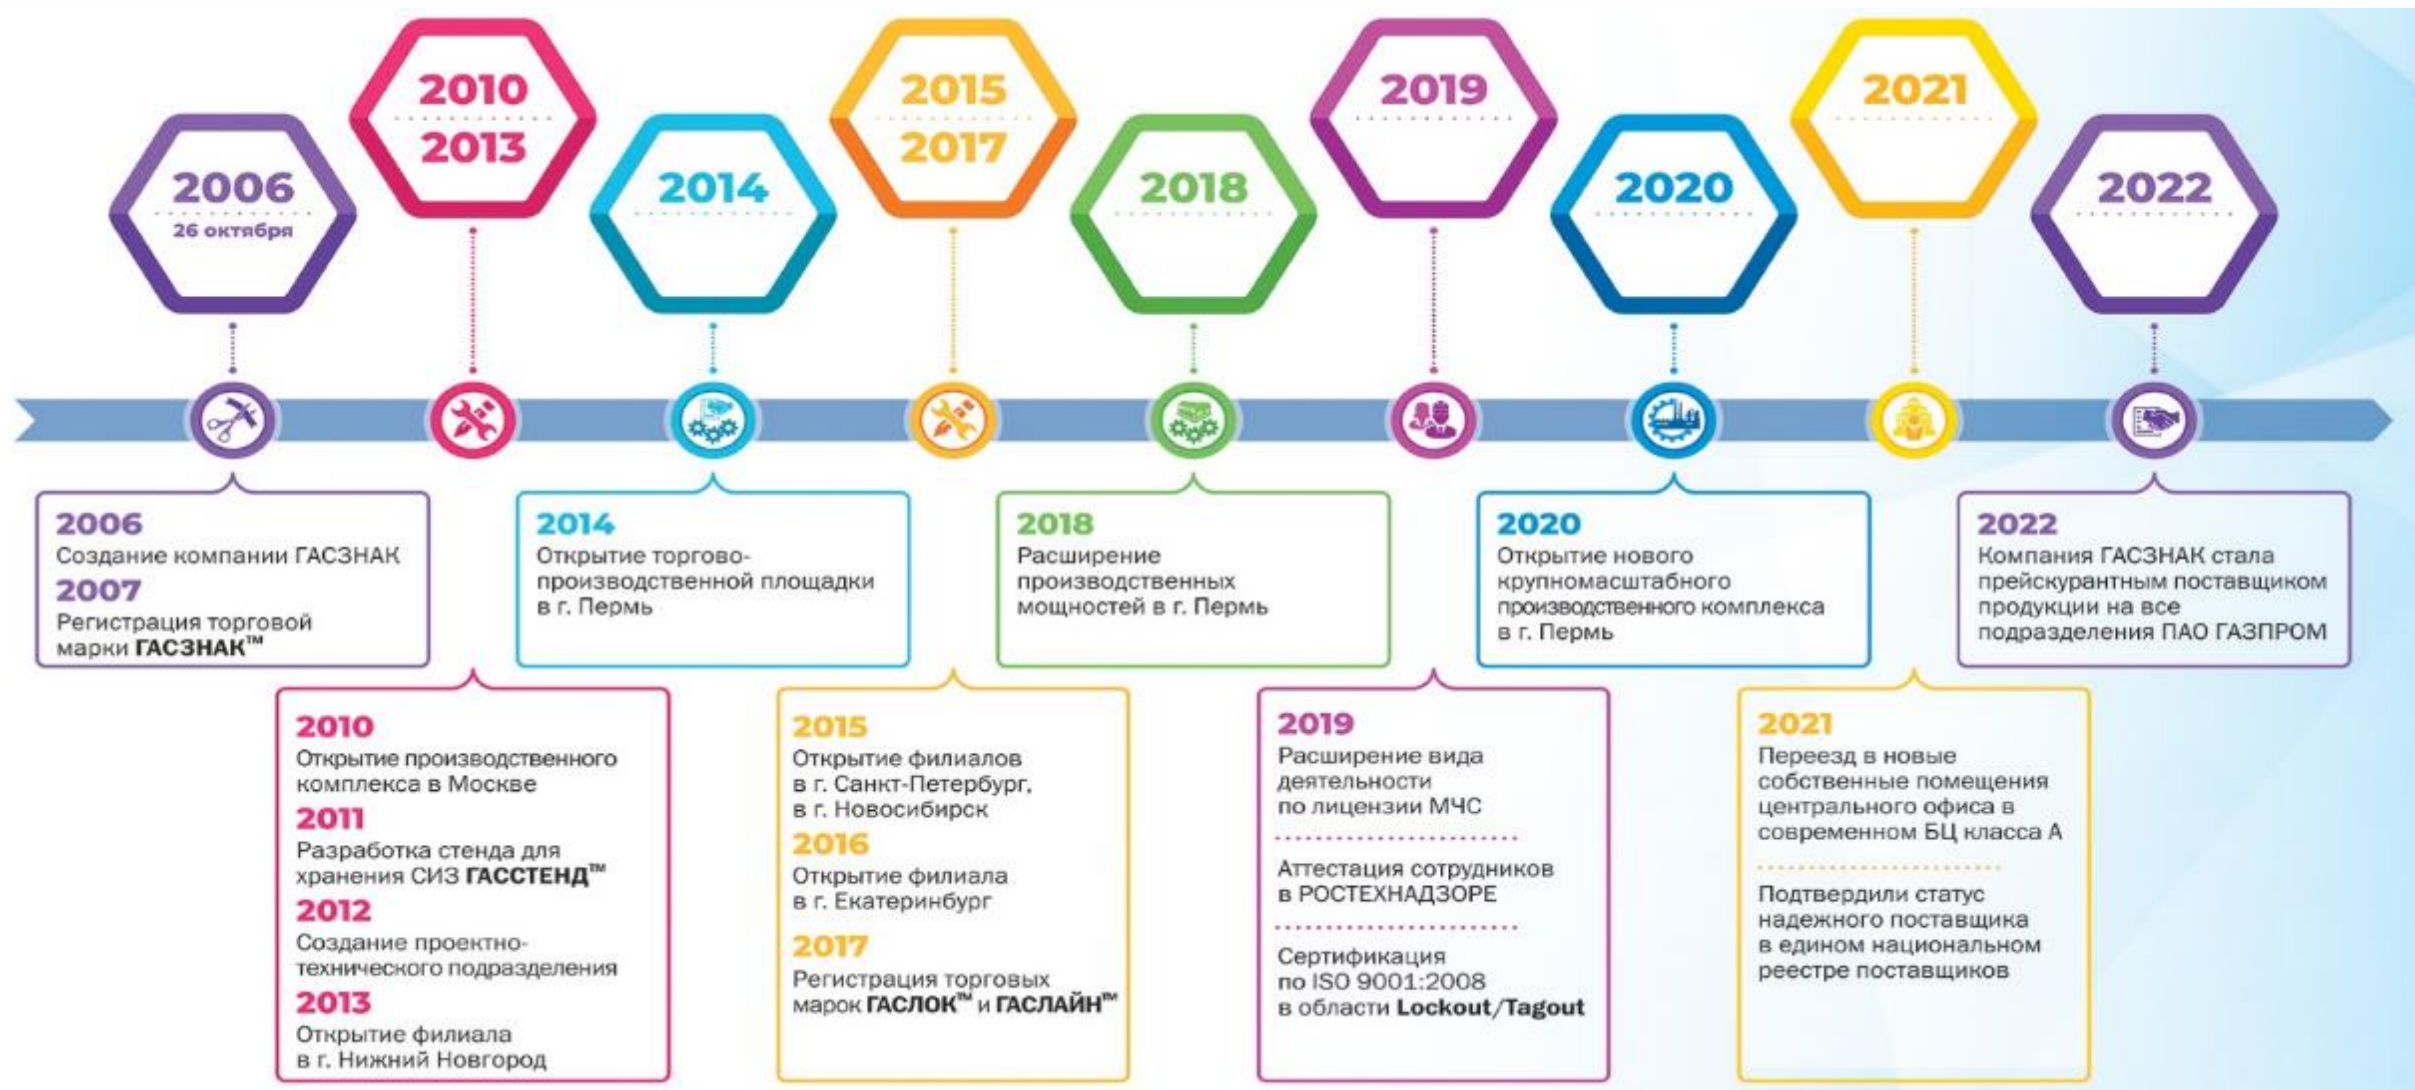 2006
26 октября
2010
2013
2014
2015
2017
2018
2019
2020
2021
2022
2006
Создание компании ГАСЗНАК
2007
Регистрация торговой
марки ГАСЗНАК™
2010
Открытие производственного
комплекса в Москве
2011
Разработка стенда для
хранения СИЗ ГАССТЕНД™
2012
Создание проектно-
технического подразделения
2013
Открытие филиала
в г. Нижний Новгород
2014
Открытие торгово-
производственной площадки
в г. Пермь
2015
Открытие филиалов
в г. Санкт-Петербург,
в г. Новосибирск
2016
Открытие филиала
в г. Екатеринбург
2017
Регистрация торговых
марок ГАСЛОК™ и ГАСЛАЙН™
2018
Расширение
производственных
мощностей в г. Пермь
2019
Расширение вида
деятельности
по лицензии МЧС
Аттестация сотрудников
в РОСТЕХНАДЗОРЕ
Сертификация
по ISO 9001:2008
в области Lockout/Tagout
2020
Открытие нового
крупномасштабного
производственного комплекса
в г. Пермь
2021
Переезд в новые
собственные помещения
центрального офиса в
современном БЦ класса А
Подтвердили статус
надежного поставщика
в едином национальном
реестре поставщиков
2022
Компания ГАСЗНАК стала
прейскурантным поставщиком
продукции на все
подразделения ПАО ГАЗПРОМ